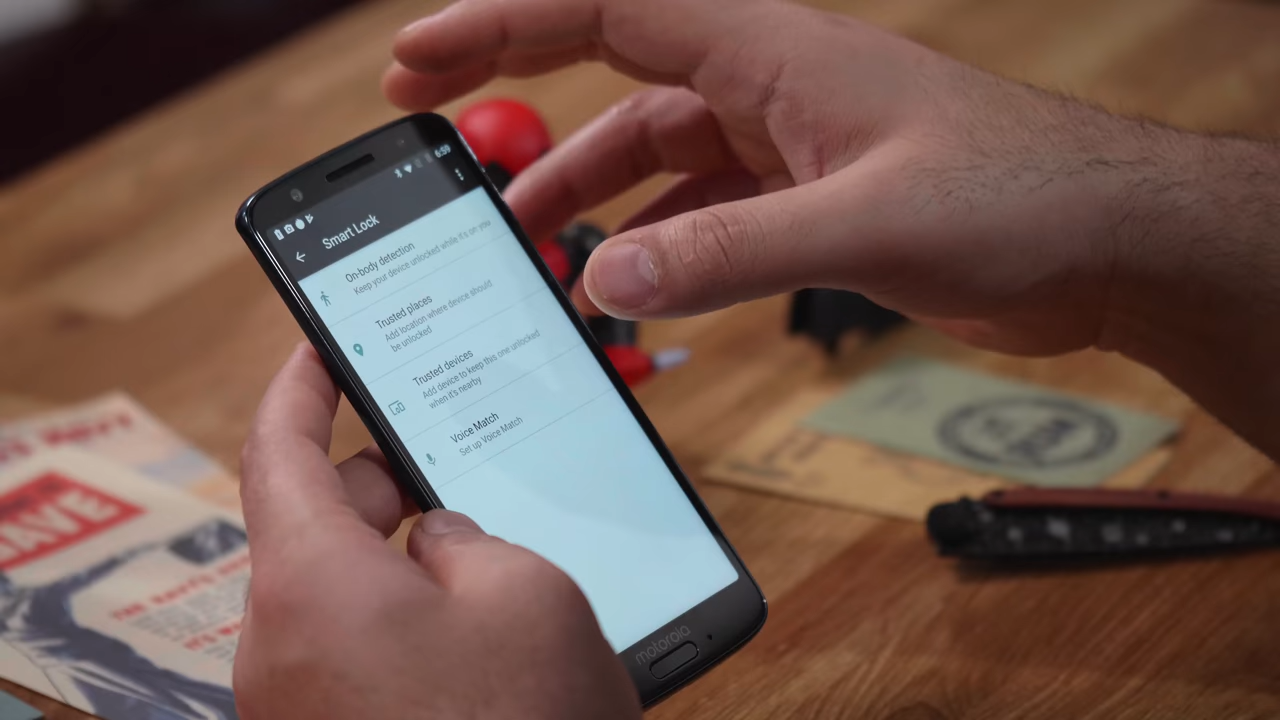 6:59
Smart Lock
On-body detection
Keep your device unlocked while it's on you
Trusted places
Add location where device should
be unlocked
Trusted devices
Add device to keep this one unlocked
when it's nearby
Voice Match
Set up Voice Match
motorola